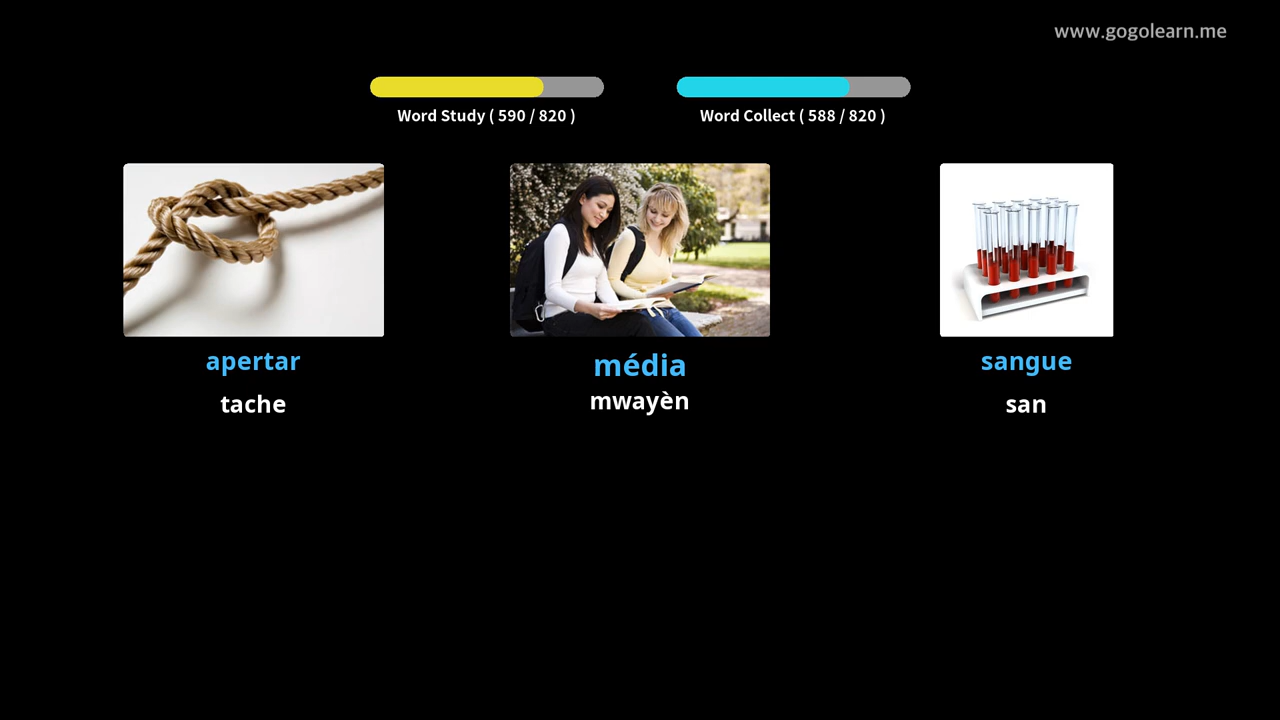 www.gogolearn.me
Word Study ( 590 / 820 )
Word Collect ( 588 / 820 )
apertar
tache
média
mwayèn
sangue
san